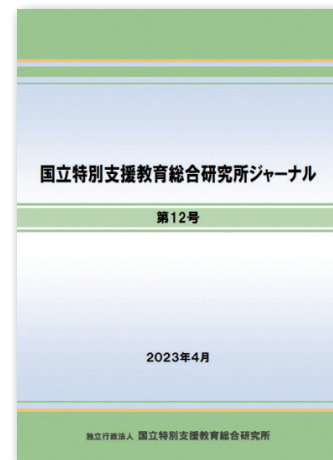 国立特別支援教育総合研究所ジャーナル
第12号
2023年4月
独立行政法人 国立特別支援教育総合研究所